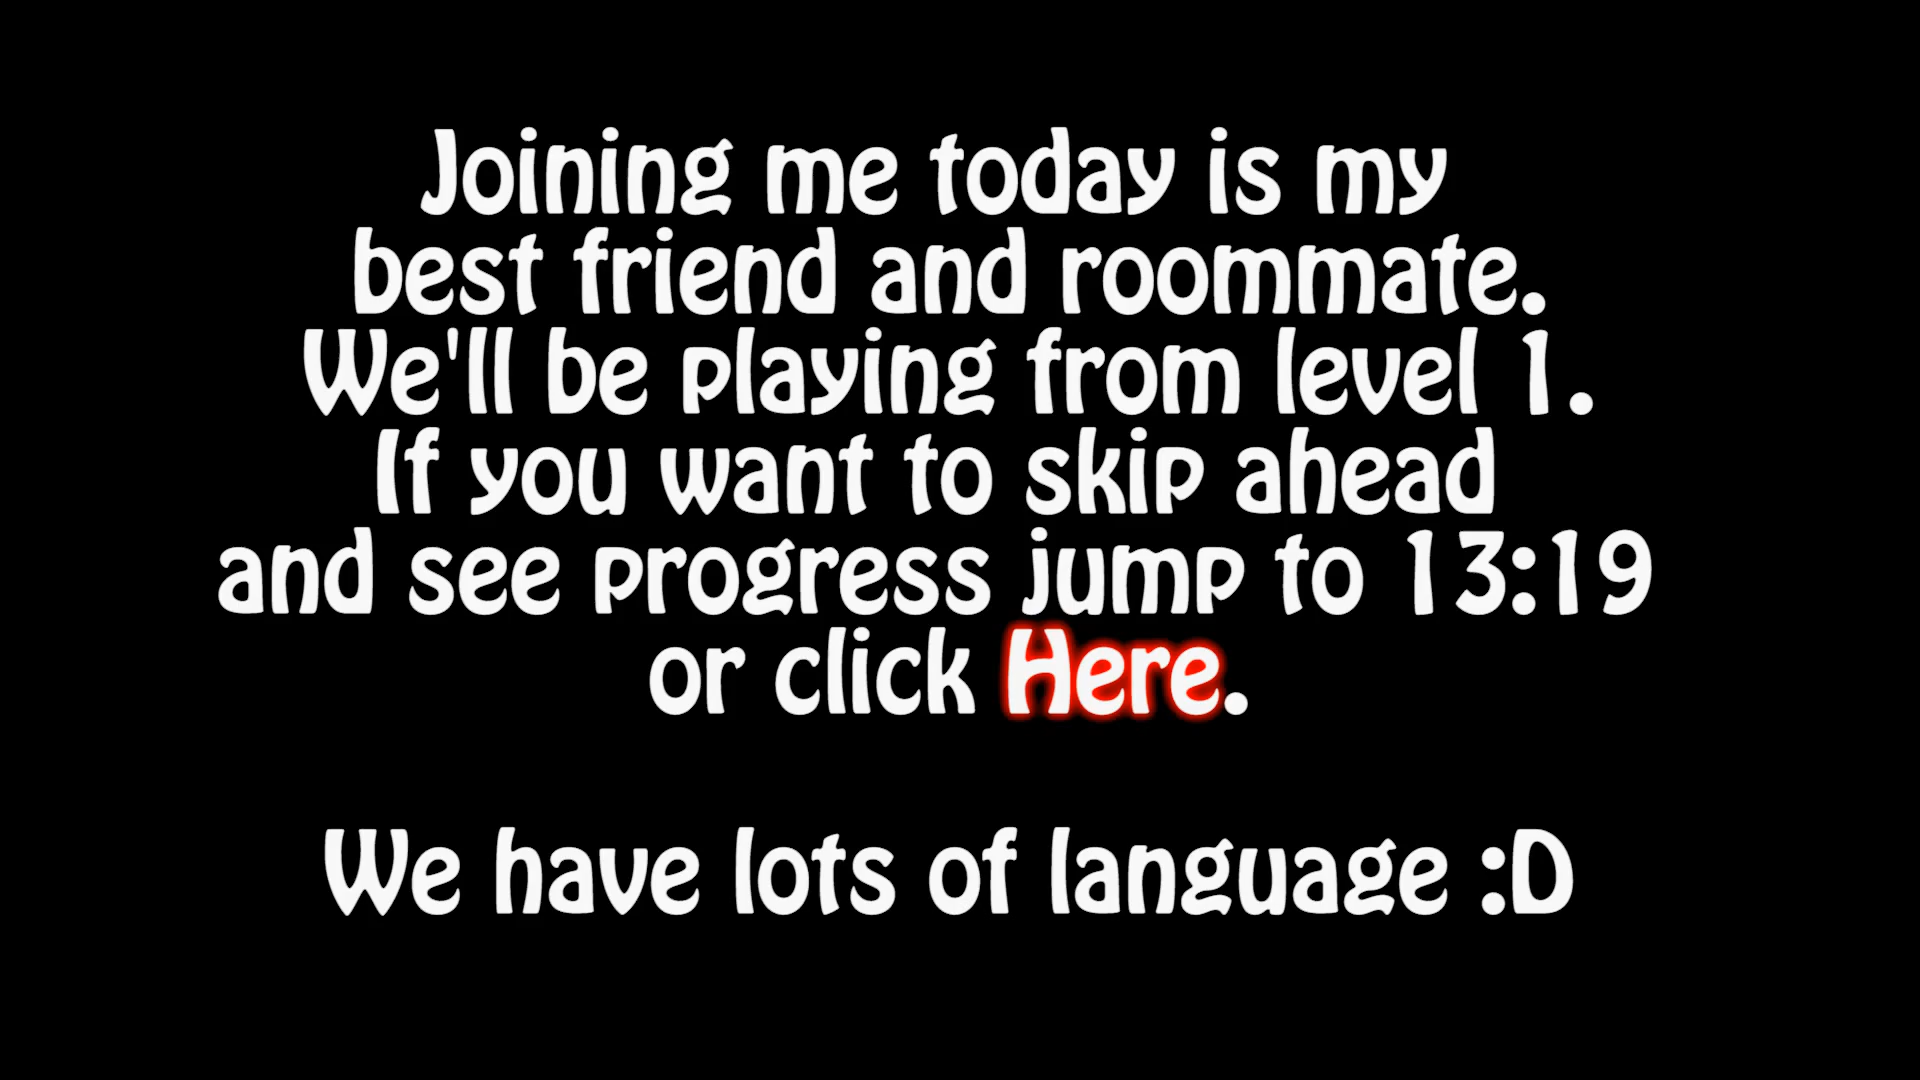 Joining me today is my
best friend and roommate.
We'll be playing from level 1.
If you want to skip ahead
and see progress jump to 13:19
or click Here.
We have lots of language :D